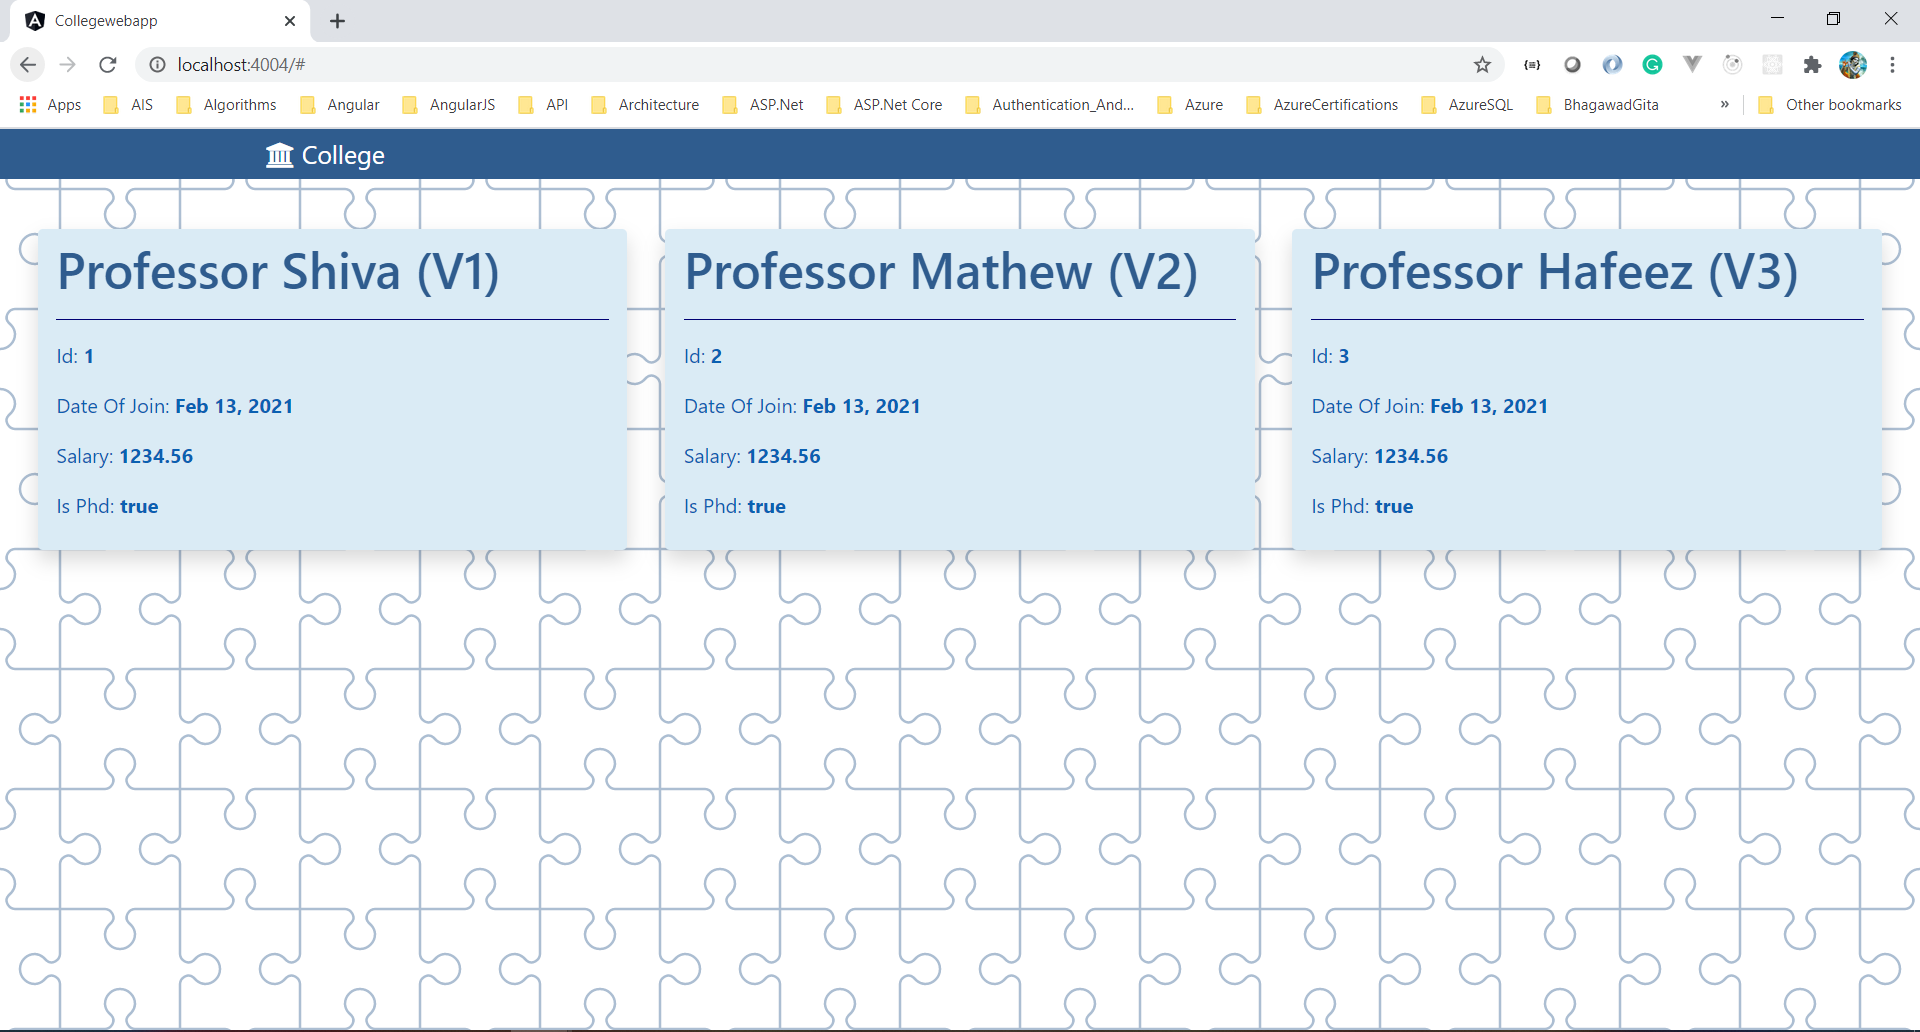 Collegewebapp
localhost:4004/#
Apps AIS Algorithms Angular AngularJS API Architecture ASP.Net ASP.Net Core Authentication_And... Azure AzureCertifications AzureSQL BhagawadGita » Other bookmarks
College
Professor Shiva (V1)
Id: 1
Date Of Join: Feb 13, 2021
Salary: 1234.56
Is Phd: true
Professor Mathew (V2)
Id: 2
Date Of Join: Feb 13, 2021
Salary: 1234.56
Is Phd: true
Professor Hafeez (V3)
Id: 3
Date Of Join: Feb 13, 2021
Salary: 1234.56
Is Phd: true